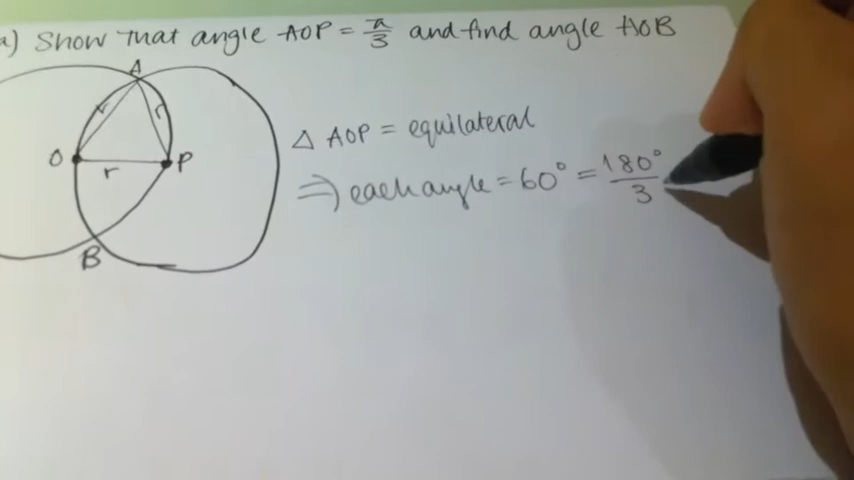 a) Show that angle AOP = π/3 and find angle AOB
A
r r
O P
r
B
△ AOP = equilateral
⇒ each angle = 60° = 180°/3